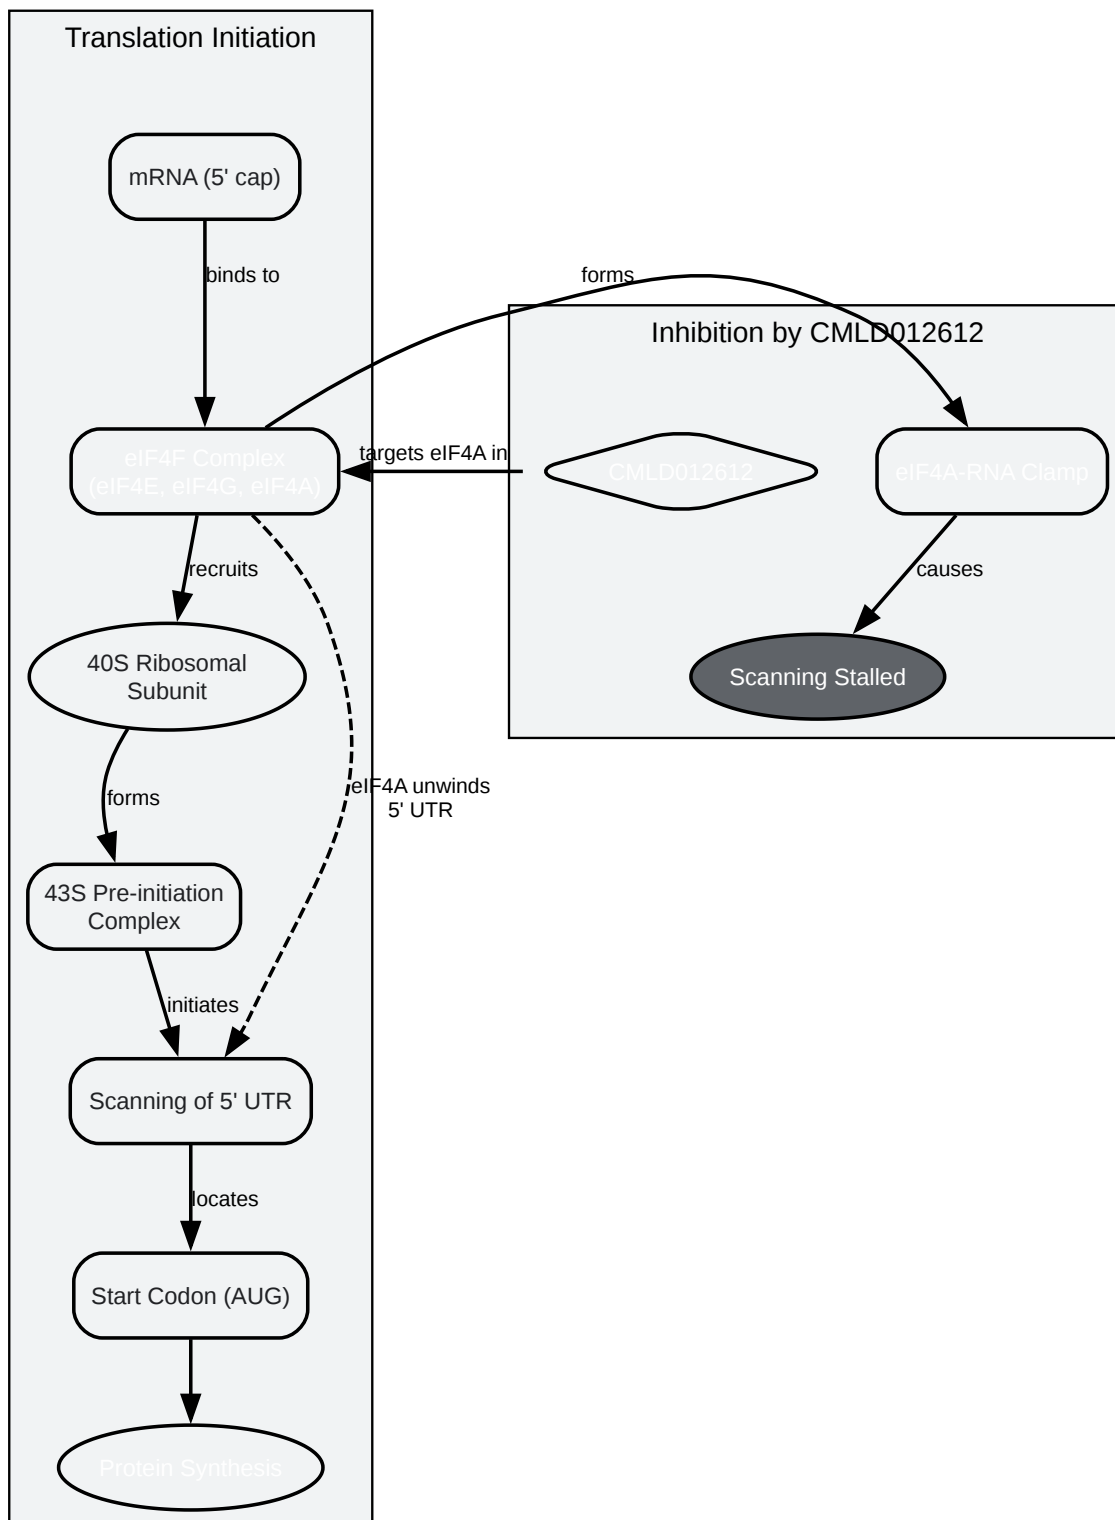 Translation Initiation
mRNA (5' cap)
binds to
forms
Inhibition by CMLD012612
eIF4F Complex
(eIF4E, eIF4G, eIF4A)
targets eIF4A in
CMLD012612
eIF4A-RNA Clamp
recruits
causes
40S Ribosomal
Subunit
Scanning Stalled
forms
eIF4A unwinds
5' UTR
43S Pre-initiation
Complex
initiates
Scanning of 5' UTR
locates
Start Codon (AUG)
Protein Synthesis